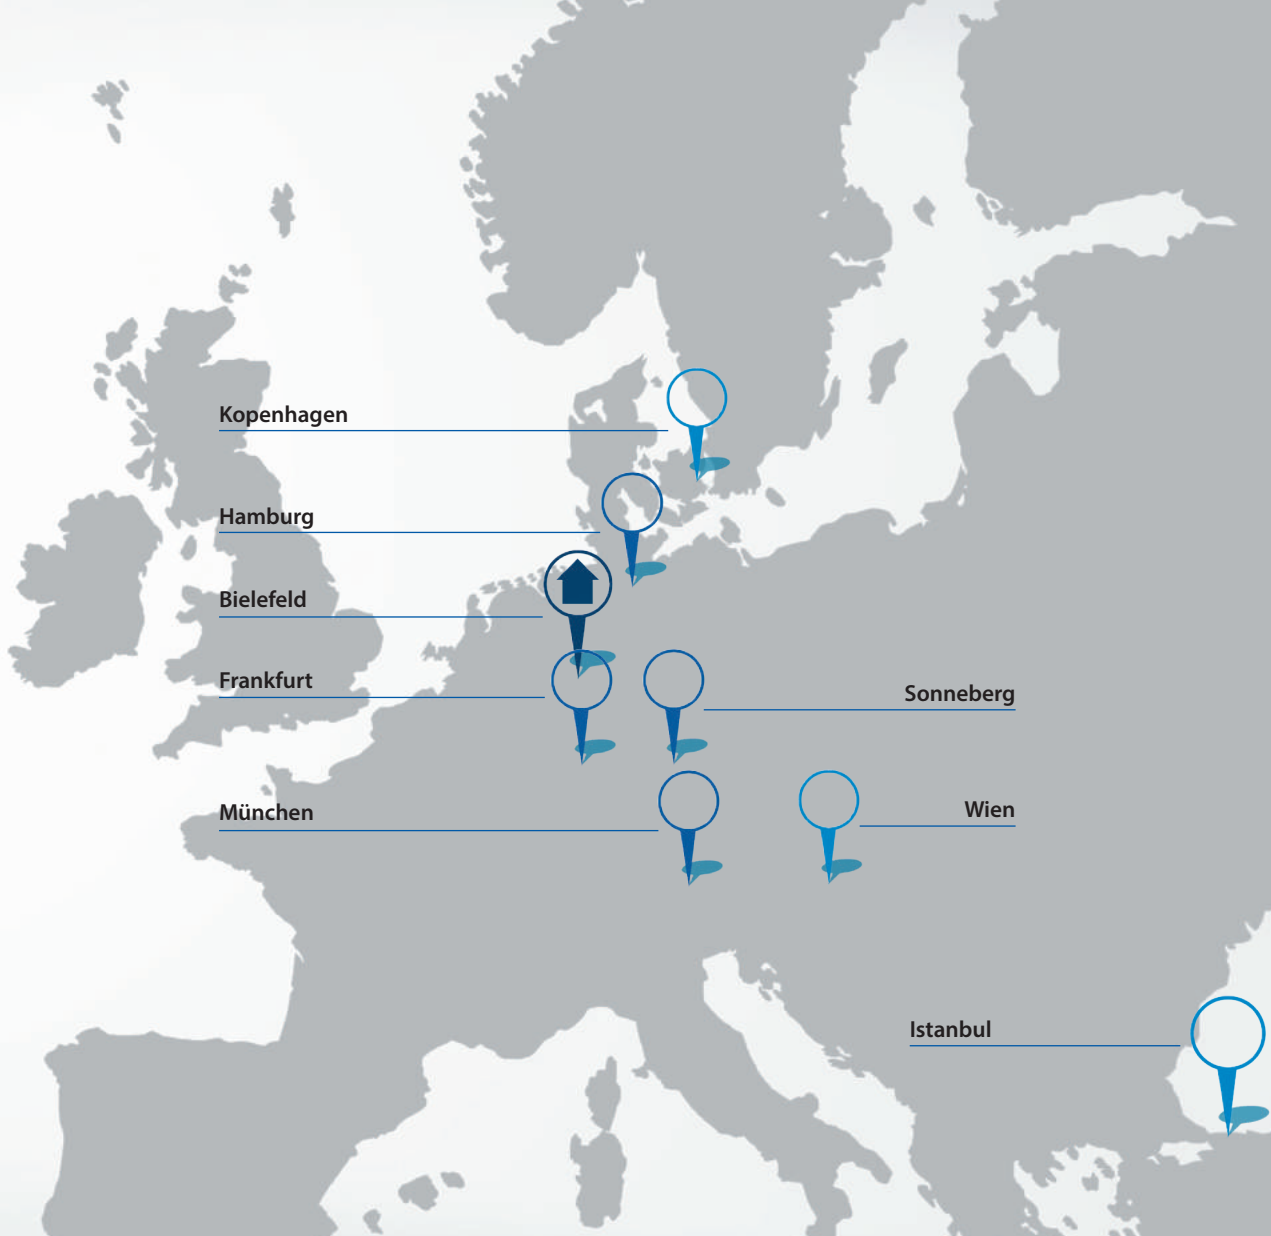 Kopenhagen
Hamburg
Bielefeld
Frankfurt
Sonneberg
München
Wien
Istanbul